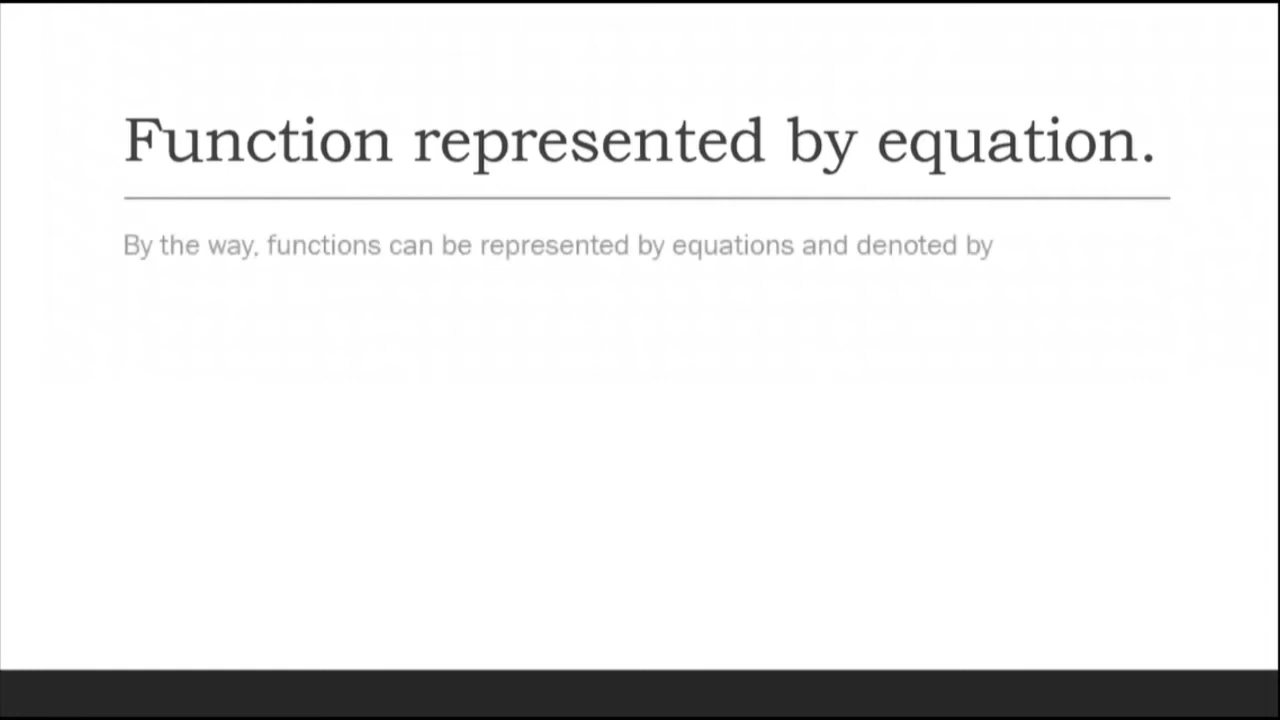 Function represented by equation.
By the way, functions can be represented by equations and denoted by